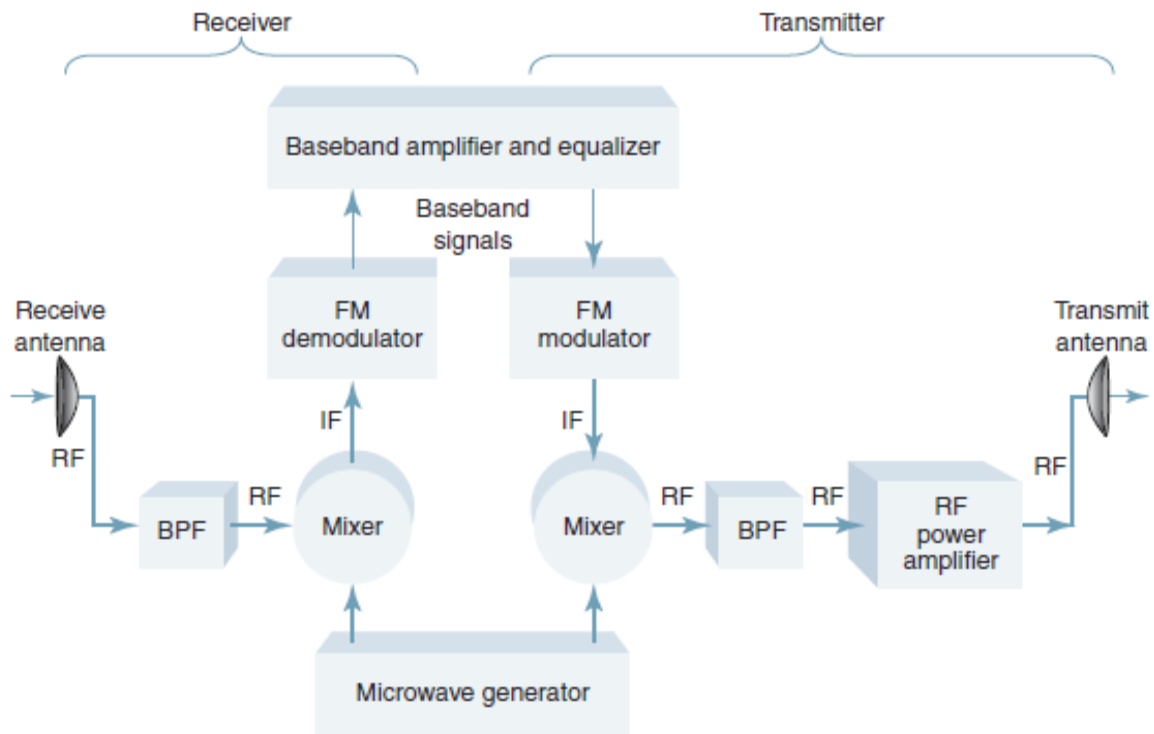 Receiver
Transmitter
Baseband amplifier and equalizer
Baseband
signals
FM
demodulator
FM
modulator
Receive
antenna
Transmit
antenna
IF
IF
RF
RF
BPF
RF
Mixer
Mixer
RF
BPF
RF
RF
power
amplifier
RF
Microwave generator